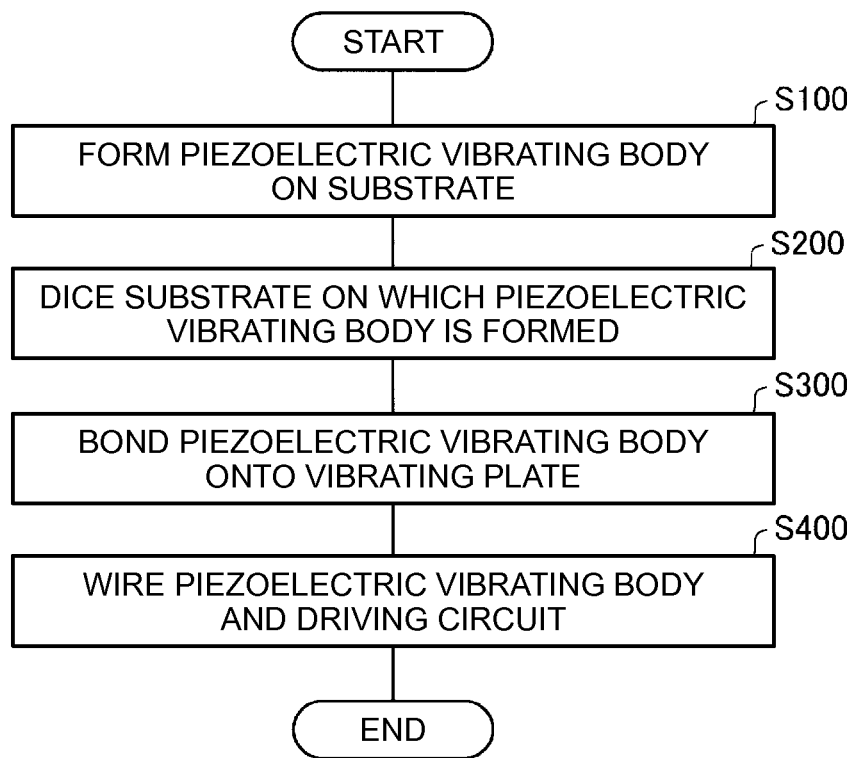 START
S100
FORM PIEZOELECTRIC VIBRATING BODY
ON SUBSTRATE
S200
DICE SUBSTRATE ON WHICH PIEZOELECTRIC
VIBRATING BODY IS FORMED
S300
BOND PIEZOELECTRIC VIBRATING BODY
ONTO VIBRATING PLATE
S400
WIRE PIEZOELECTRIC VIBRATING BODY
AND DRIVING CIRCUIT
END